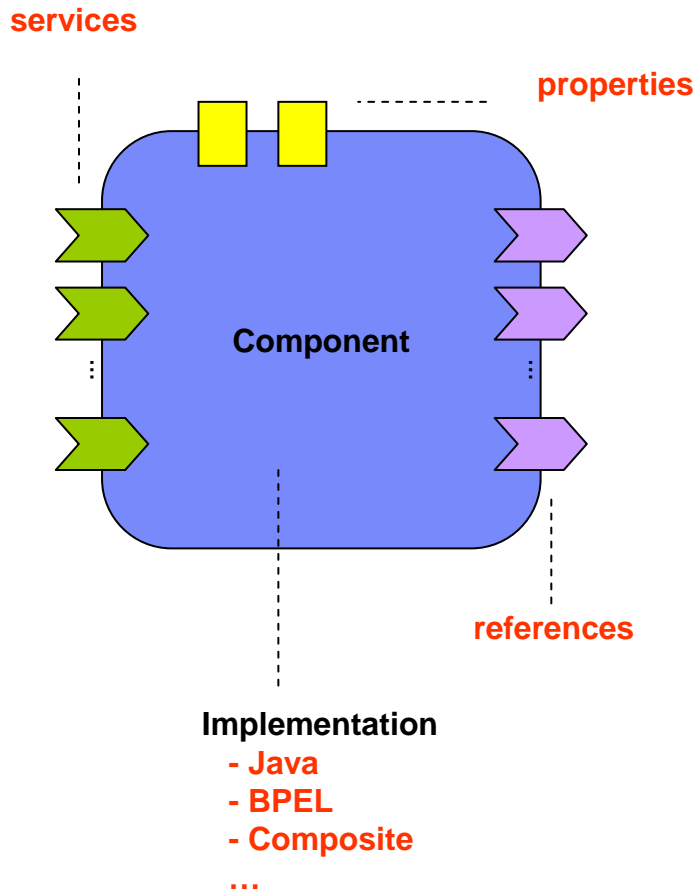 services
properties
Component
...
...
references
Implementation
- Java
- BPEL
- Composite
...